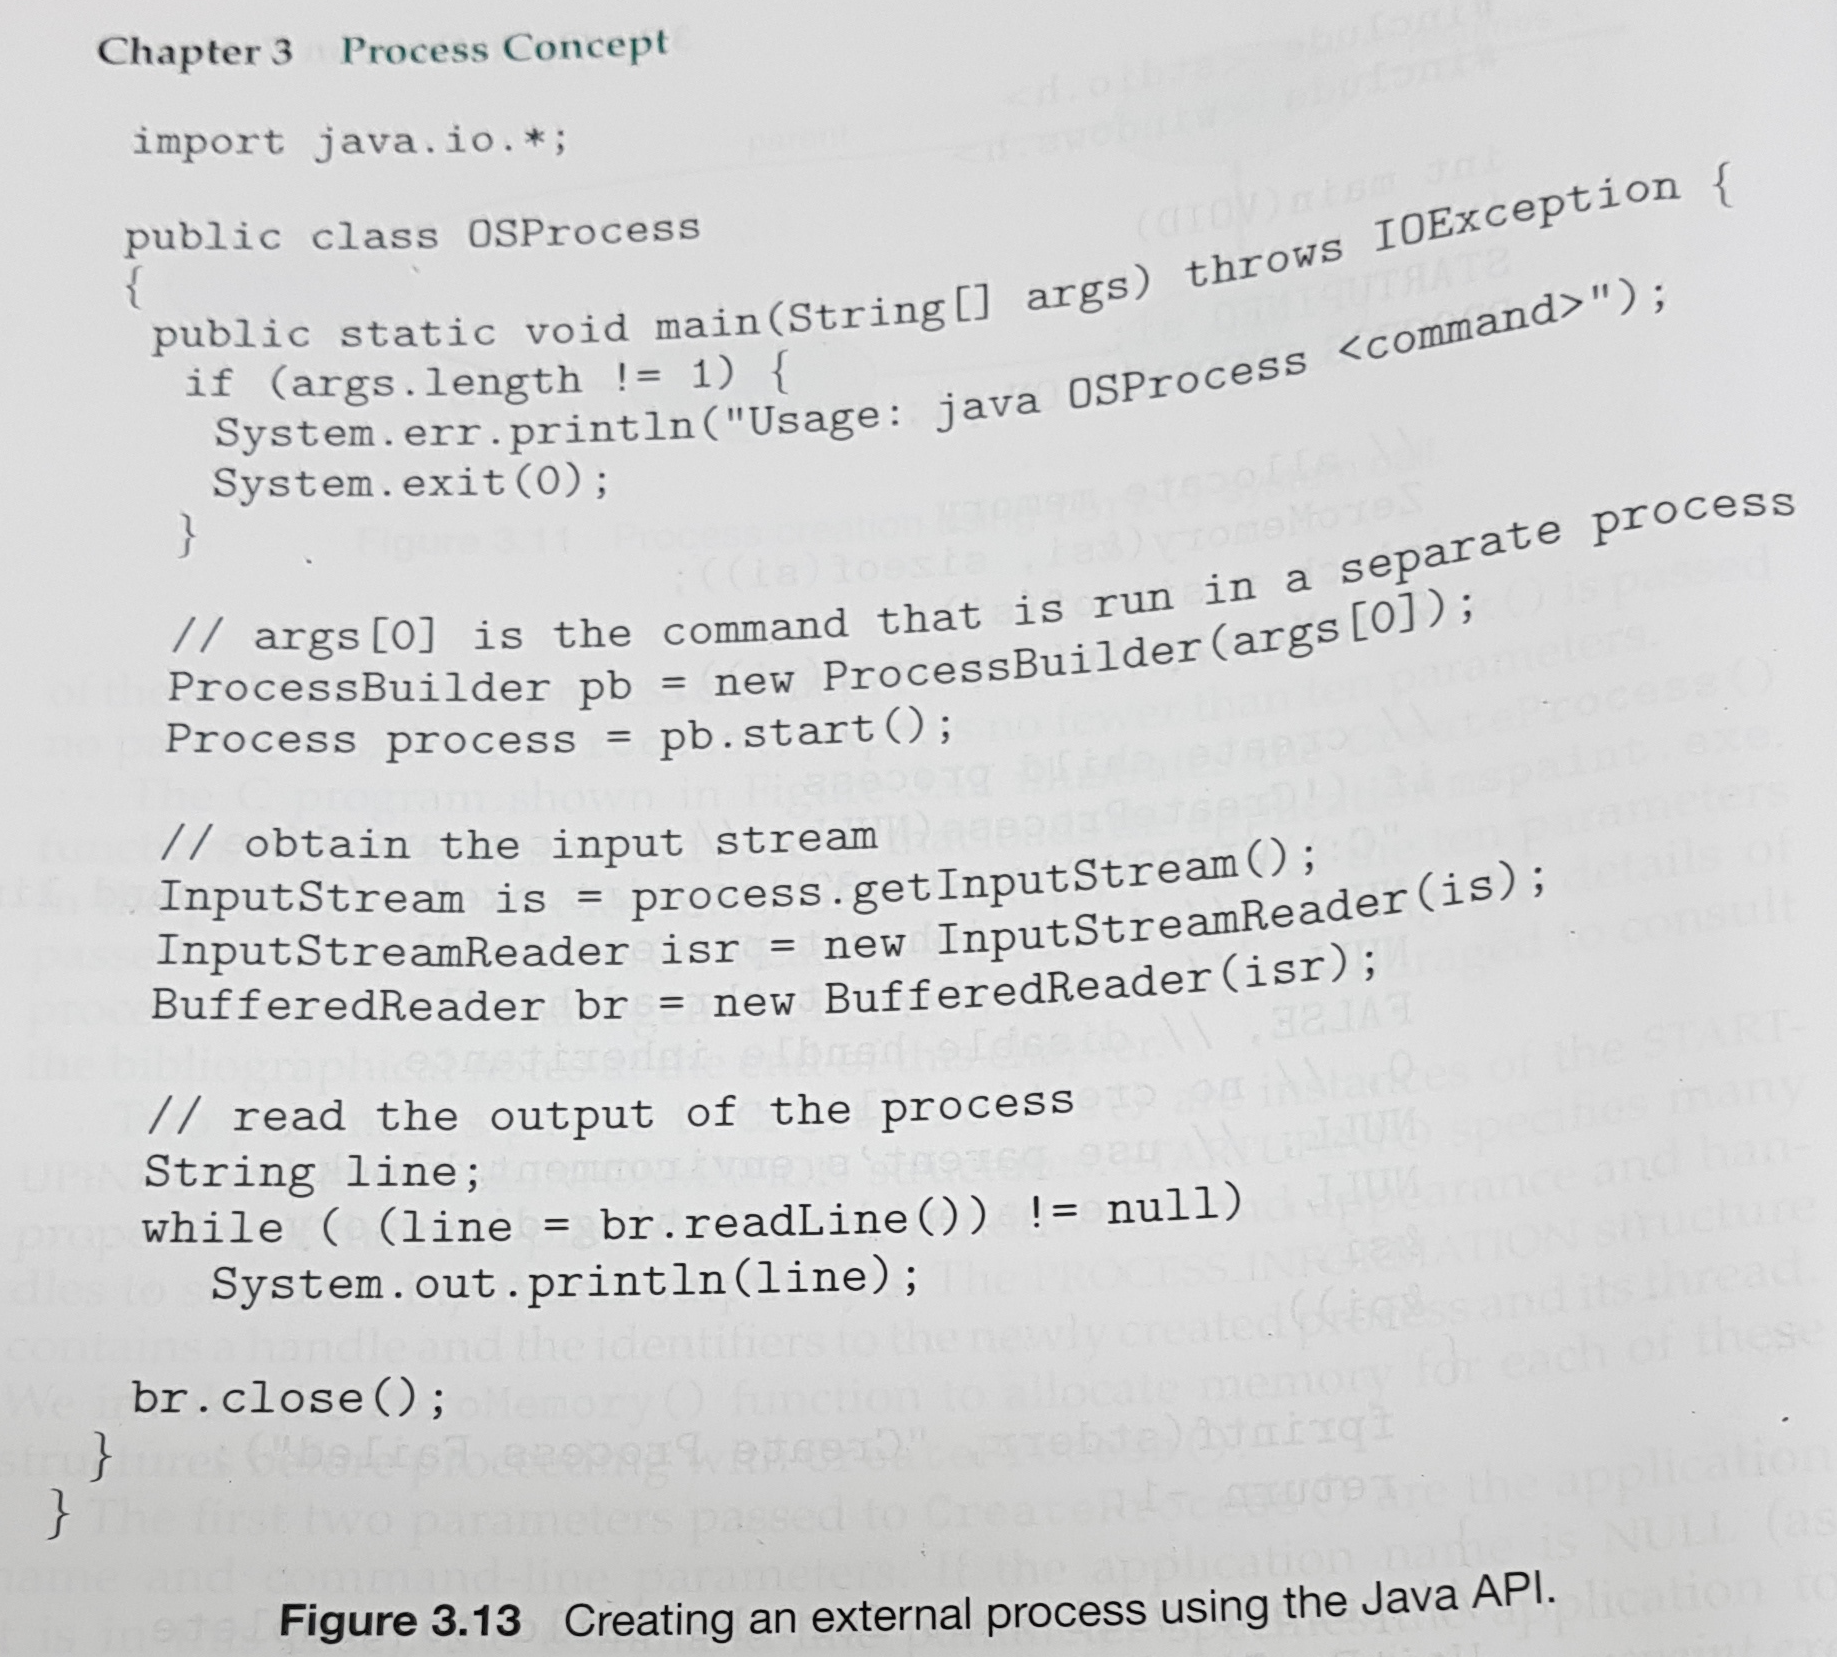 Chapter 3 Process Concept
import java.io.*;
public class OSProcess
{
public static void main(String[] args) throws IOException {
if (args.length != 1) {
System.err.println("Usage: java OSProcess <command>");
System.exit(0);
}
// args[0] is the command that is run in a separate process
ProcessBuilder pb = new ProcessBuilder(args[0]);
Process process = pb.start();
// obtain the input stream
InputStream is = process.getInputStream();
InputStreamReader isr = new InputStreamReader(is);
BufferedReader br = new BufferedReader(isr);
// read the output of the process
String line;
while ( (line = br.readLine()) != null)
System.out.println(line);
br.close();
}
}
Figure 3.13 Creating an external process using the Java API.